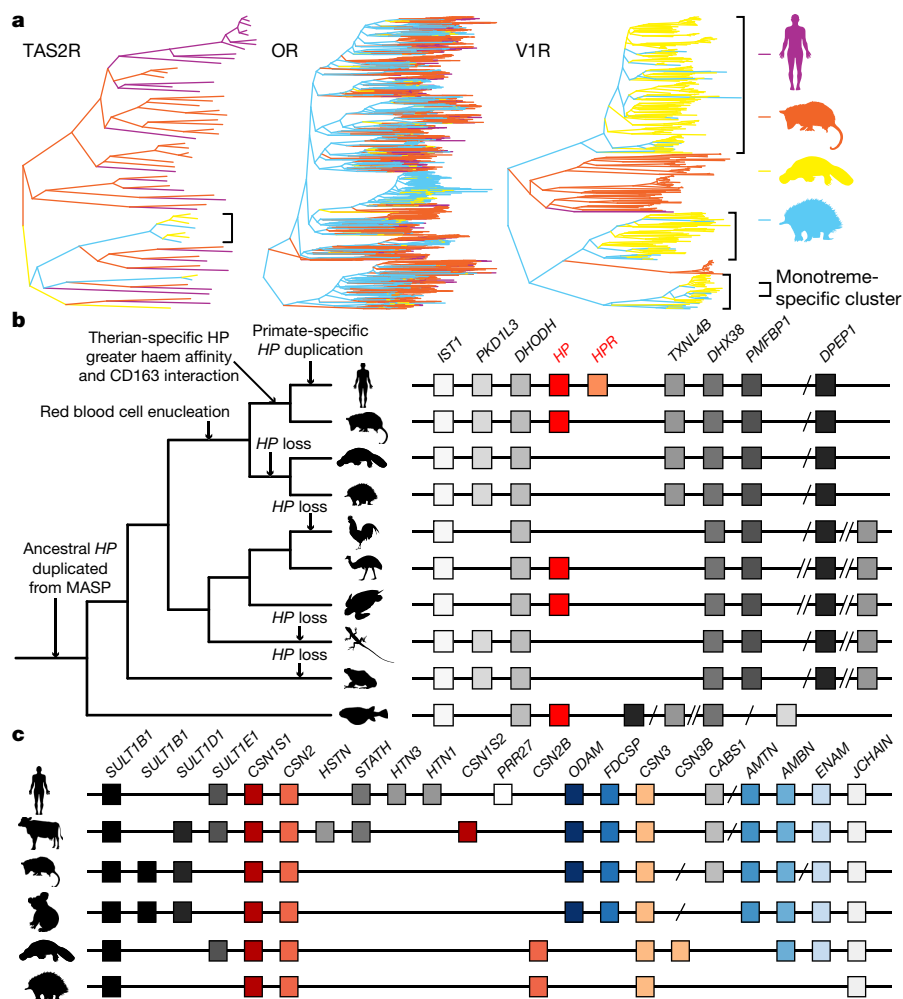 a
TAS2R
OR
V1R
Monotreme-
specific cluster
b
Therian-specific HP
greater haem affinity
and CD163 interaction
Primate-specific
HP duplication
Red blood cell enucleation
HP loss
HP loss
Ancestral HP
duplicated
from MASP
HP loss
HP loss
IST1
PKD1L3
DHODH
HP
HPR
TXNL4B
DHX38
PMFBP1
DPEP1
c
SULT1B1
SULT1B1
SULT1D1
SULT1E1
CSN1S1
CSN2
HSTN
STATH
HTN3
HTN1
CSN1S2
PRR27
CSN2B
ODAM
FDCSP
CSN3
CSN3B
CABS1
AMTN
AMBN
ENAM
JCHAIN